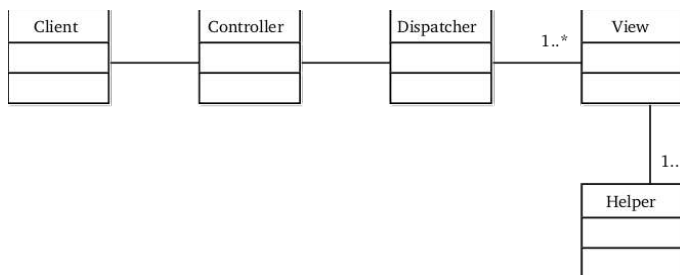 Client
Controller
Dispatcher
View
1..*
1..
Helper